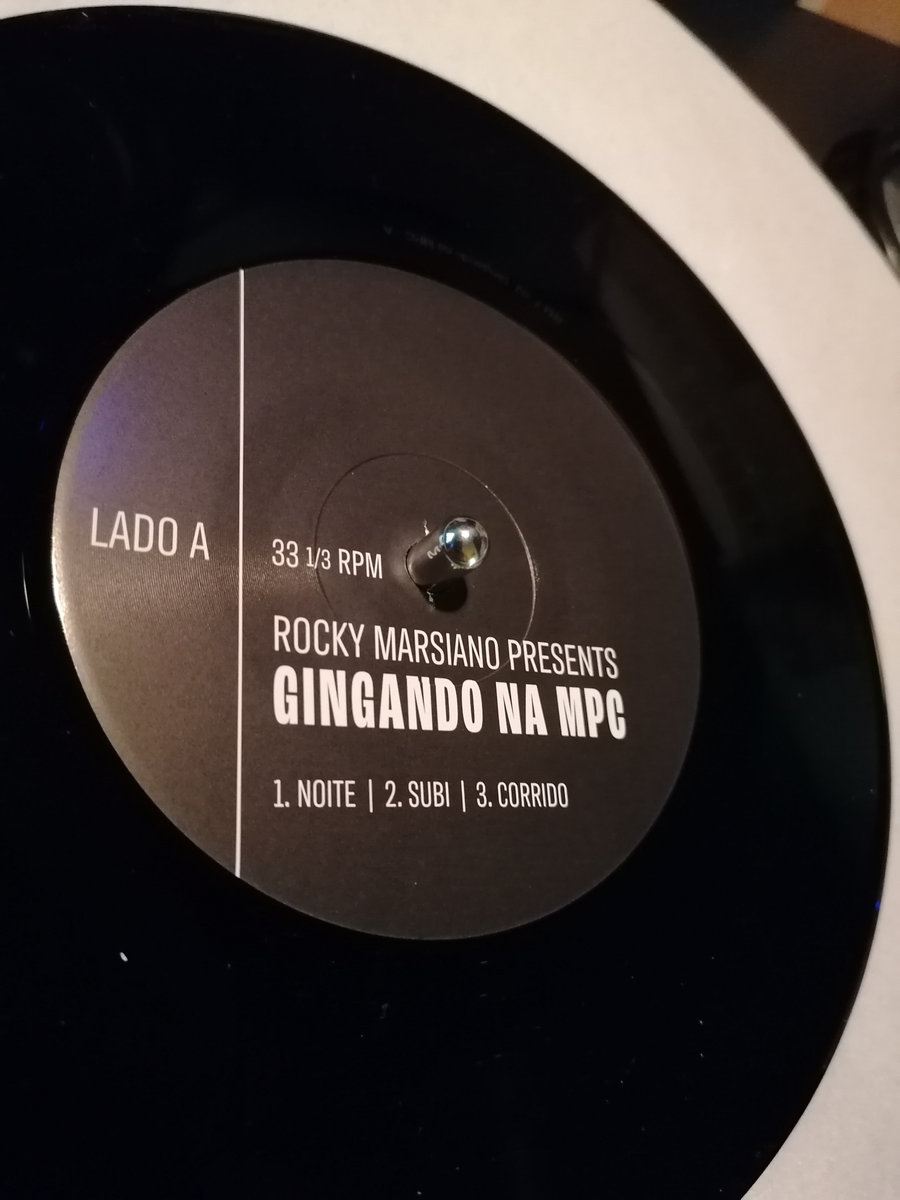 LADO A
33 1/3 RPM
ROCKY MARSIANO PRESENTS
GINGANDO NA MPC
1. NOITE | 2. SUBI | 3. CORRIDO